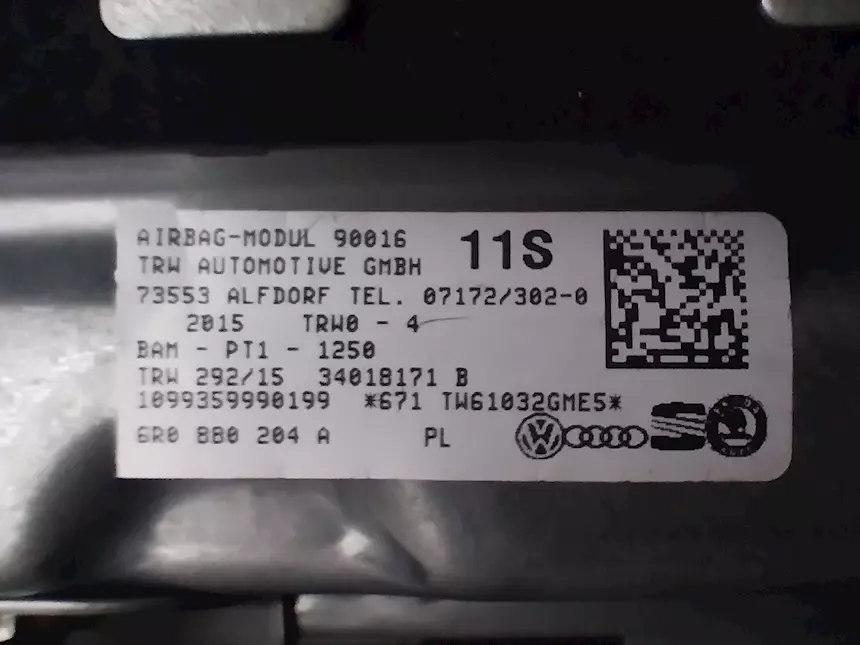 AIRBAG-MODUL 90016 11S
TRW AUTOMOTIVE GMBH
73553 ALFDORF TEL. 07172/302-0
2015 TRW0 - 4
BAM - PT1 - 1250
TRW 292/15 34018171 B
1099359990199 *671 TW61032GME5*
6R0 880 204 A PL